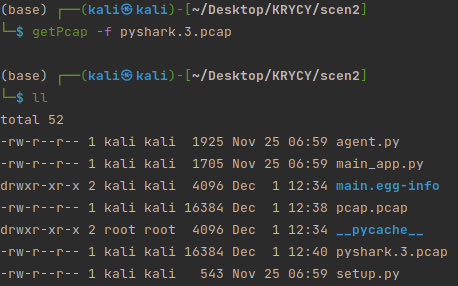 (base) ┌──(kali㉿kali)-[~/Desktop/KRYCY/scen2]
└─$ getPcap -f pyshark.3.pcap
(base) ┌──(kali㉿kali)-[~/Desktop/KRYCY/scen2]
└─$ ll
total 52
-rw-r--r-- 1 kali kali  1925 Nov 25 06:59 agent.py
-rw-r--r-- 1 kali kali  1705 Nov 25 06:59 main_app.py
drwxr-xr-x 2 kali kali  4096 Dec  1 12:34 main.egg-info
-rw-r--r-- 1 kali kali 16384 Dec  1 12:38 pcap.pcap
drwxr-xr-x 2 root root  4096 Dec  1 12:34 __pycache__
-rw-r--r-- 1 kali kali 16384 Dec  1 12:40 pyshark.3.pcap
-rw-r--r-- 1 kali kali   543 Nov 25 06:59 setup.py